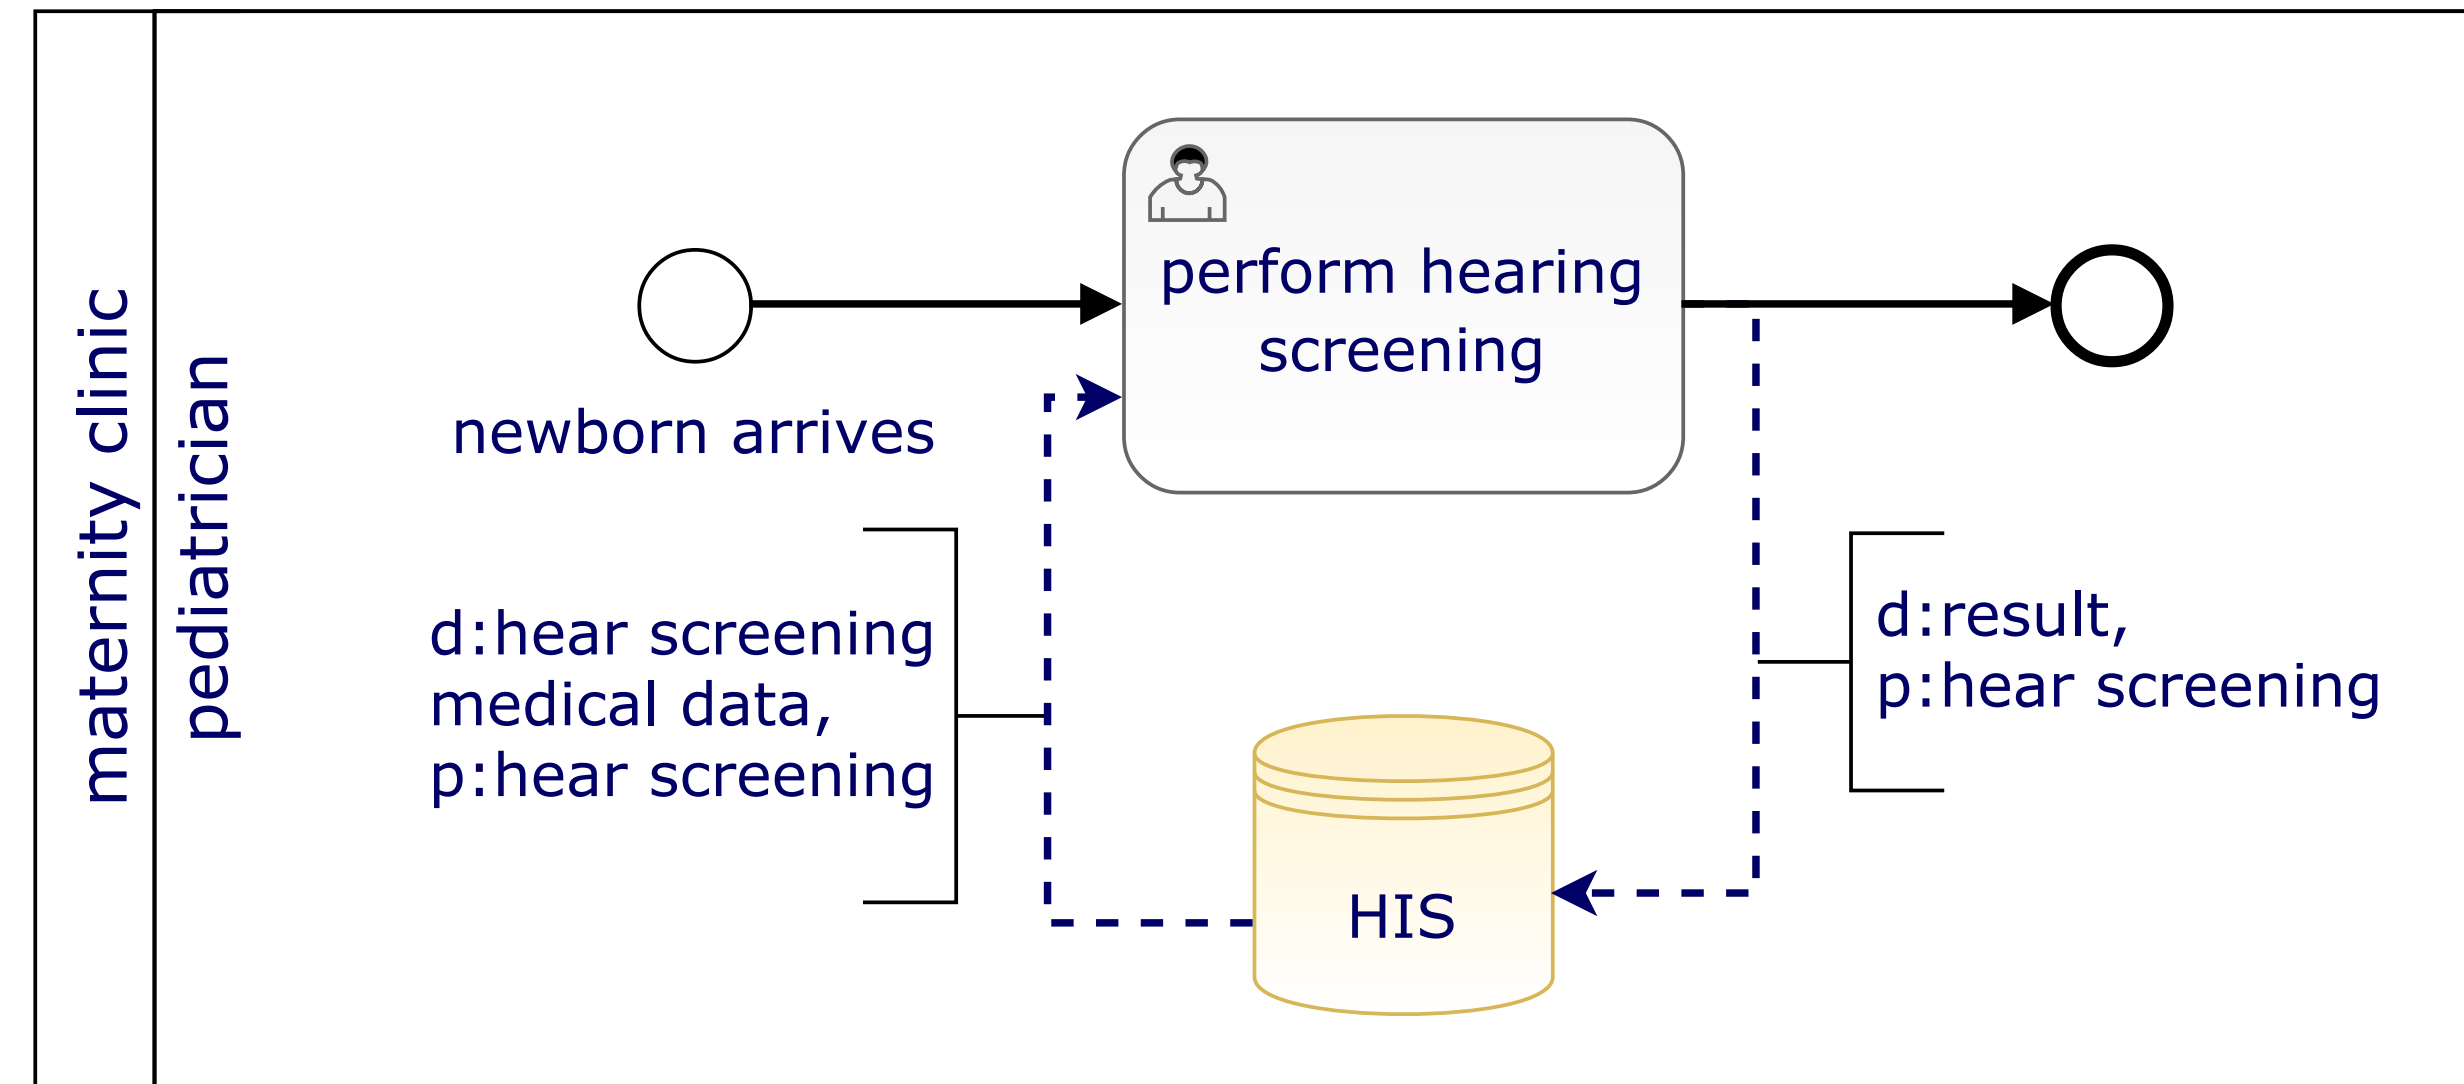 maternity clinic
pediatrician
newborn arrives
perform hearing
screening
d:hear screening
medical data,
p:hear screening
HIS
d:result,
p:hear screening